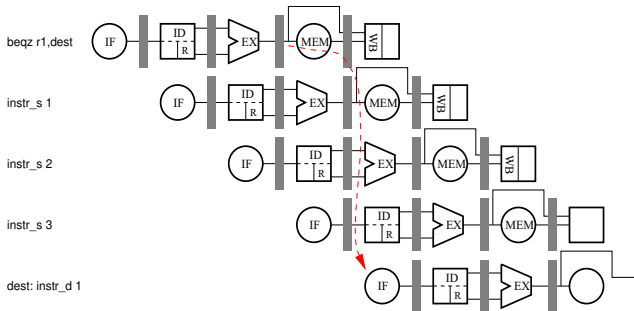 beqz r1,dest IF ID R EX MEM WB
instr_s 1 IF ID R EX MEM WB
instr_s 2 IF ID R EX MEM WB
instr_s 3 IF ID R EX MEM
dest: instr_d 1 IF ID R EX